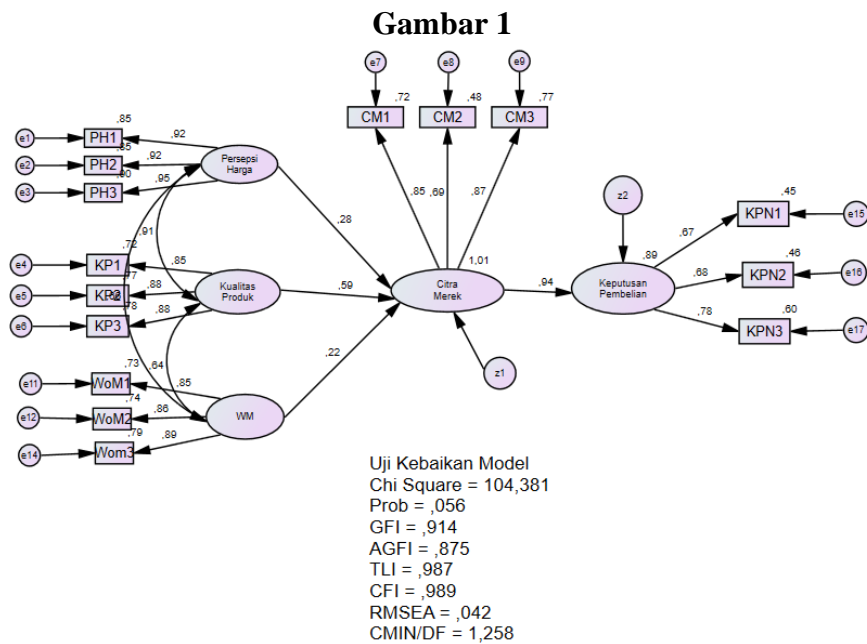 Gambar 1
e7
e8
e9
,72
,48
,77
CM1
CM2
CM3
,85
e1
PH1
,92
,85
e2
PH2
,92
Persepsi
Harga
,90
e3
PH3
,95
,85
,69
,87
,28
,91
,72
e4
KP1
,85
,77
e5
KP2
,88
Kualitas
Produk
,78
e6
KP3
,88
,59
1,01
Citra
Merek
,94
z2
,89
Keputusan
Pembelian
,45
,67
KPN1
e15
,46
,68
KPN2
e16
,60
,78
KPN3
e17
,64
,22
z1
,73
e11
WoM1
,85
,74
e12
WoM2
,86
WM
,79
e14
Wom3
,89
Uji Kebaikan Model
Chi Square = 104,381
Prob = ,056
GFI = ,914
AGFI = ,875
TLI = ,987
CFI = ,989
RMSEA = ,042
CMIN/DF = 1,258